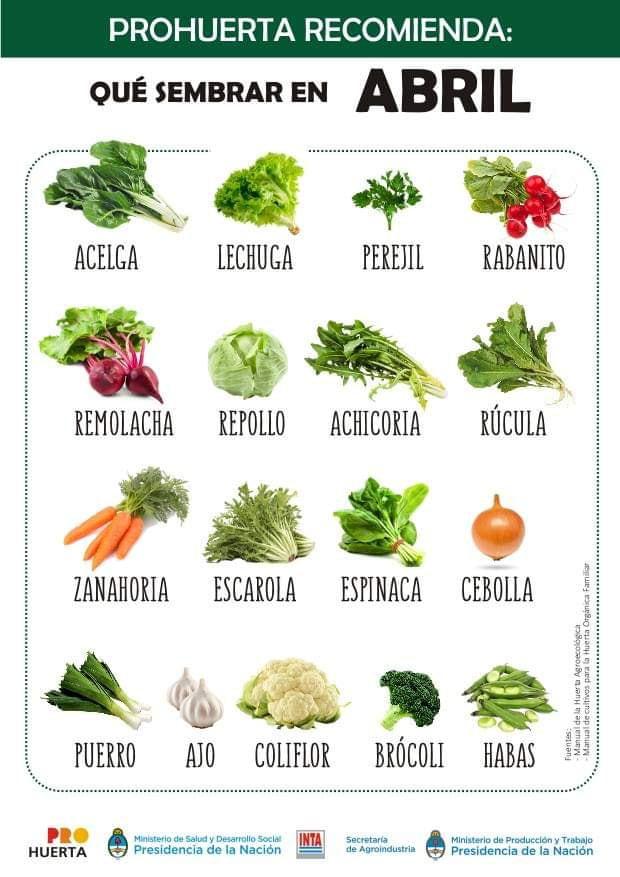 PROHUERTA RECOMIENDA:
QUÉ SEMBRAR EN ABRIL
ACELGA LECHUGA PEREJIL RABANITO
REMOLACHA REPOLLO ACHICORIA RÚCULA
ZANAHORIA ESCAROLA ESPINACA CEBOLLA
PUERRO AJO COLIFLOR BRÓCOLI HABAS
Fuentes:
- Manual de la Huerta Agroecológica
- Manual de cultivos para la Huerta Orgánica Familiar
PRO
HUERTA
Ministerio de Salud y Desarrollo Social
Presidencia de la Nación
INTA
Secretaría
de Agroindustria
Ministerio de Producción y Trabajo
Presidencia de la Nación